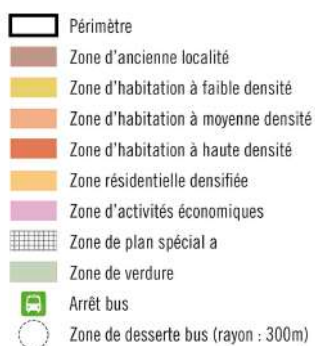 Périmètre
Zone d'ancienne localité
Zone d'habitation à faible densité
Zone d'habitation à moyenne densité
Zone d'habitation à haute densité
Zone résidentielle densifiée
Zone d'activités économiques
Zone de plan spécial a
Zone de verdure
Arrêt bus
Zone de desserte bus (rayon : 300m)